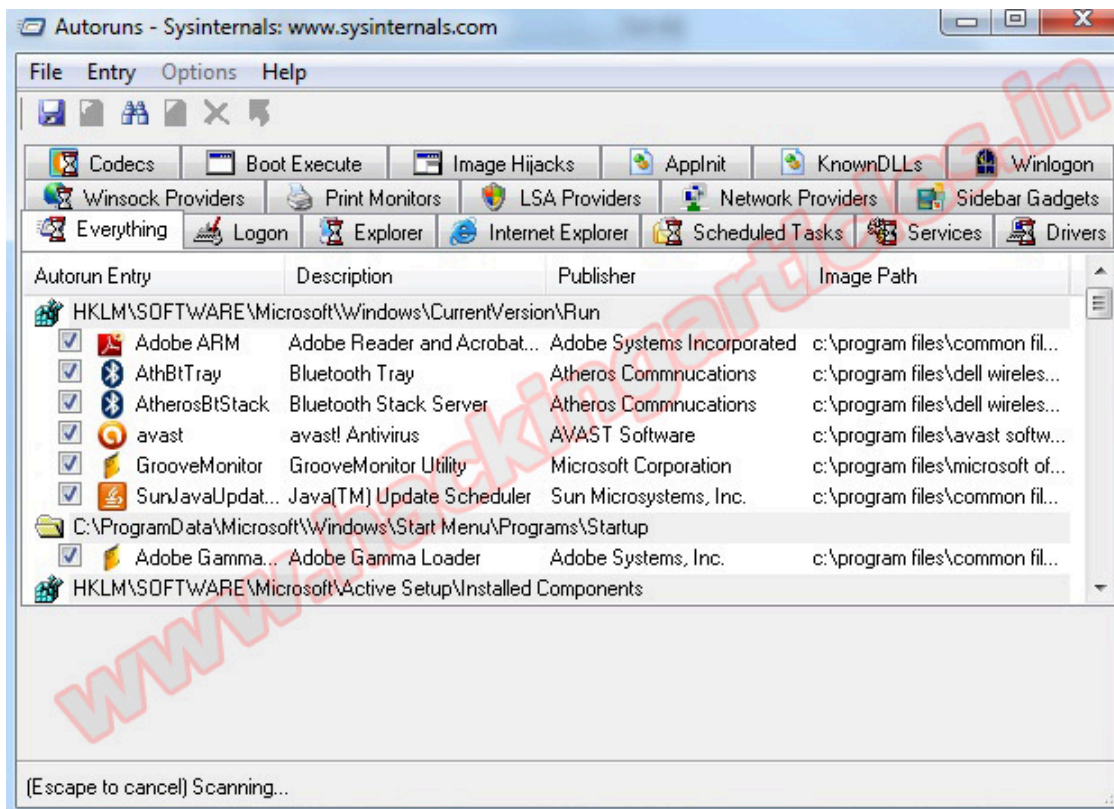 Autoruns - Sysinternals: www.sysinternals.com
File Entry Options Help
Codecs Boot Execute Image Hijacks AppInit KnownDLLs Winlogon
Winsock Providers Print Monitors LSA Providers Network Providers Sidebar Gadgets
Everything Logon Explorer Internet Explorer Scheduled Tasks Services Drivers
Autorun Entry Description Publisher Image Path
HKLM\SOFTWARE\Microsoft\Windows\CurrentVersion\Run
Adobe ARM Adobe Reader and Acrobat... Adobe Systems Incorporated c:\program files\common fil...
AthBtTray Bluetooth Tray Atheros Commnucations c:\program files\dell wireles...
AtherosBtStack Bluetooth Stack Server Atheros Commnucations c:\program files\dell wireles...
avast avast! Antivirus AVAST Software c:\program files\avast softw...
GrooveMonitor GrooveMonitor Utility Microsoft Corporation c:\program files\microsoft of...
SunJavaUpdat... Java(TM) Update Scheduler Sun Microsystems, Inc. c:\program files\common fil...
C:\ProgramData\Microsoft\Windows\Start Menu\Programs\Startup
Adobe Gamma... Adobe Gamma Loader Adobe Systems, Inc. c:\program files\common fil...
HKLM\SOFTWARE\Microsoft\Active Setup\Installed Components
(Escape to cancel) Scanning...
www.hackingarticles.in